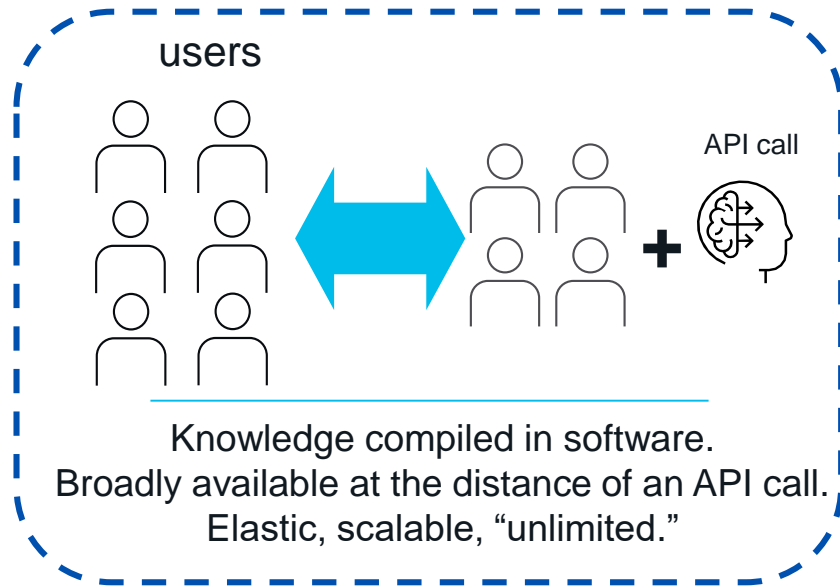 users
API call
Knowledge compiled in software.
Broadly available at the distance of an API call.
Elastic, scalable, “unlimited.”